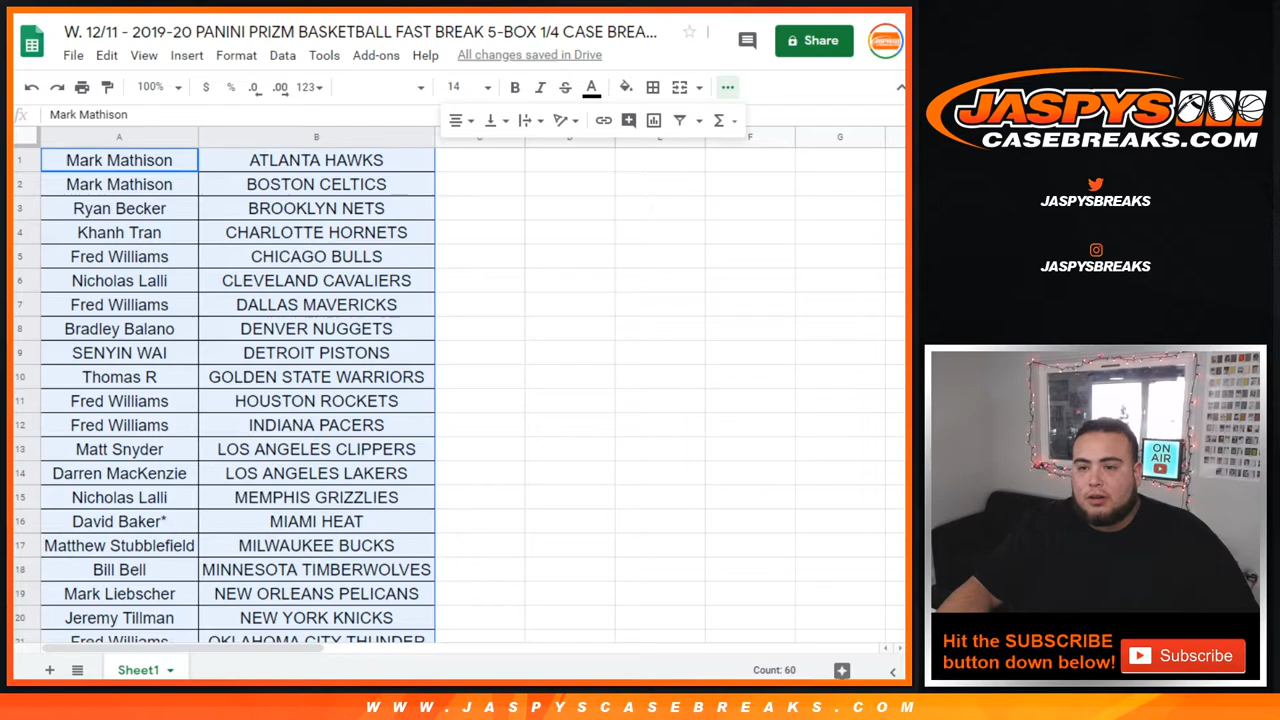 W. 12/11 - 2019-20 PANINI PRIZM BASKETBALL FAST BREAK 5-BOX 1/4 CASE BREA...
Share
File Edit View Insert Format Data Tools Add-ons Help All changes saved in Drive
100% $ % .0 .00 123 14 B I S A
fx Mark Mathison
A B C D E F G
1 Mark Mathison ATLANTA HAWKS
2 Mark Mathison BOSTON CELTICS
3 Ryan Becker BROOKLYN NETS
4 Khanh Tran CHARLOTTE HORNETS
5 Fred Williams CHICAGO BULLS
6 Nicholas Lalli CLEVELAND CAVALIERS
7 Fred Williams DALLAS MAVERICKS
8 Bradley Balano DENVER NUGGETS
9 SENYIN WAI DETROIT PISTONS
10 Thomas R GOLDEN STATE WARRIORS
11 Fred Williams HOUSTON ROCKETS
12 Fred Williams INDIANA PACERS
13 Matt Snyder LOS ANGELES CLIPPERS
14 Darren MacKenzie LOS ANGELES LAKERS
15 Nicholas Lalli MEMPHIS GRIZZLIES
16 David Baker* MIAMI HEAT
17 Matthew Stubblefield MILWAUKEE BUCKS
18 Bill Bell MINNESOTA TIMBERWOLVES
19 Mark Liebscher NEW ORLEANS PELICANS
20 Jeremy Tillman NEW YORK KNICKS
21 Fred Williams OKLAHOMA CITY THUNDER
Sheet1
Count: 60
JASPYS
CASEBREAKS.COM
JASPYSBREAKS
JASPYSBREAKS
ON
AIR
Hit the SUBSCRIBE
button down below!
Subscribe
WWW.JASPYSCASEBREAKS.COM